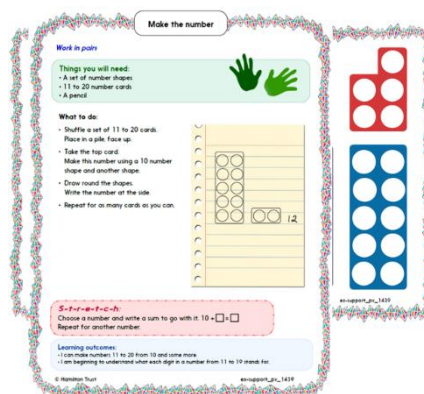 Make the number
Work in pairs
Things you will need:
• A set of number shapes
• 11 to 20 number cards
• A pencil
What to do:
• Shuffle a set of 11 to 20 cards.
Place in a pile, face up.
• Take the top card.
Make this number using a 10 number
shape and another shape.
• Draw round the shapes.
Write the number at the side.
• Repeat for as many cards as you can.
12
S-t-r-e-t-c-h:
Choose a number and write a sum to go with it. 10 + □ = □
Repeat for another number.
Learning outcomes:
- I can make numbers 11 to 20 from 10 and some more.
- I am beginning to understand what each digit in a number from 11 to 19 stands for.
© Hamilton Trust
ex-support_pv_1439
ex-support_pv_1439